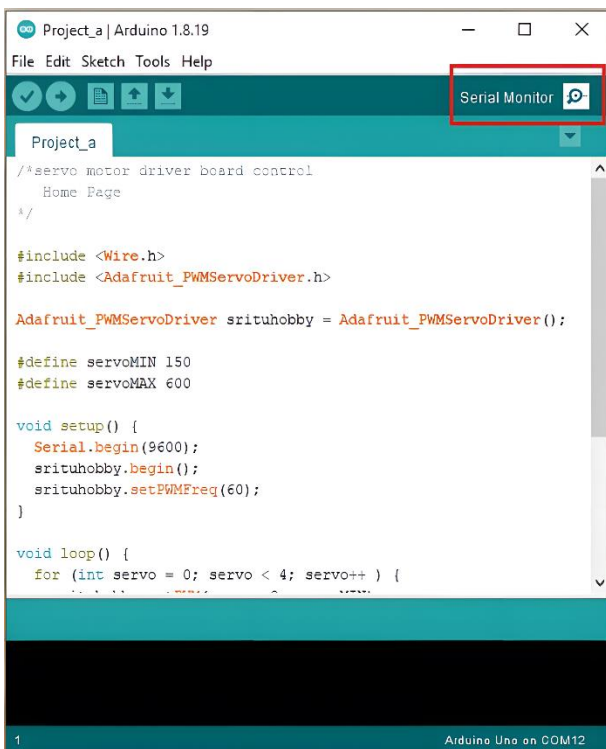 Project_a | Arduino 1.8.19
File Edit Sketch Tools Help
Serial Monitor
Project_a
/*servo motor driver board control
Home Page
*/
#include <Wire.h>
#include <Adafruit_PWMServoDriver.h>
Adafruit_PWMServoDriver srituhobby = Adafruit_PWMServoDriver();
#define servoMIN 150
#define servoMAX 600
void setup() {
Serial.begin(9600);
srituhobby.begin();
srituhobby.setPWMFreq(60);
}
void loop() {
for (int servo = 0; servo < 4; servo++ ) {
1
Arduino Uno on COM12